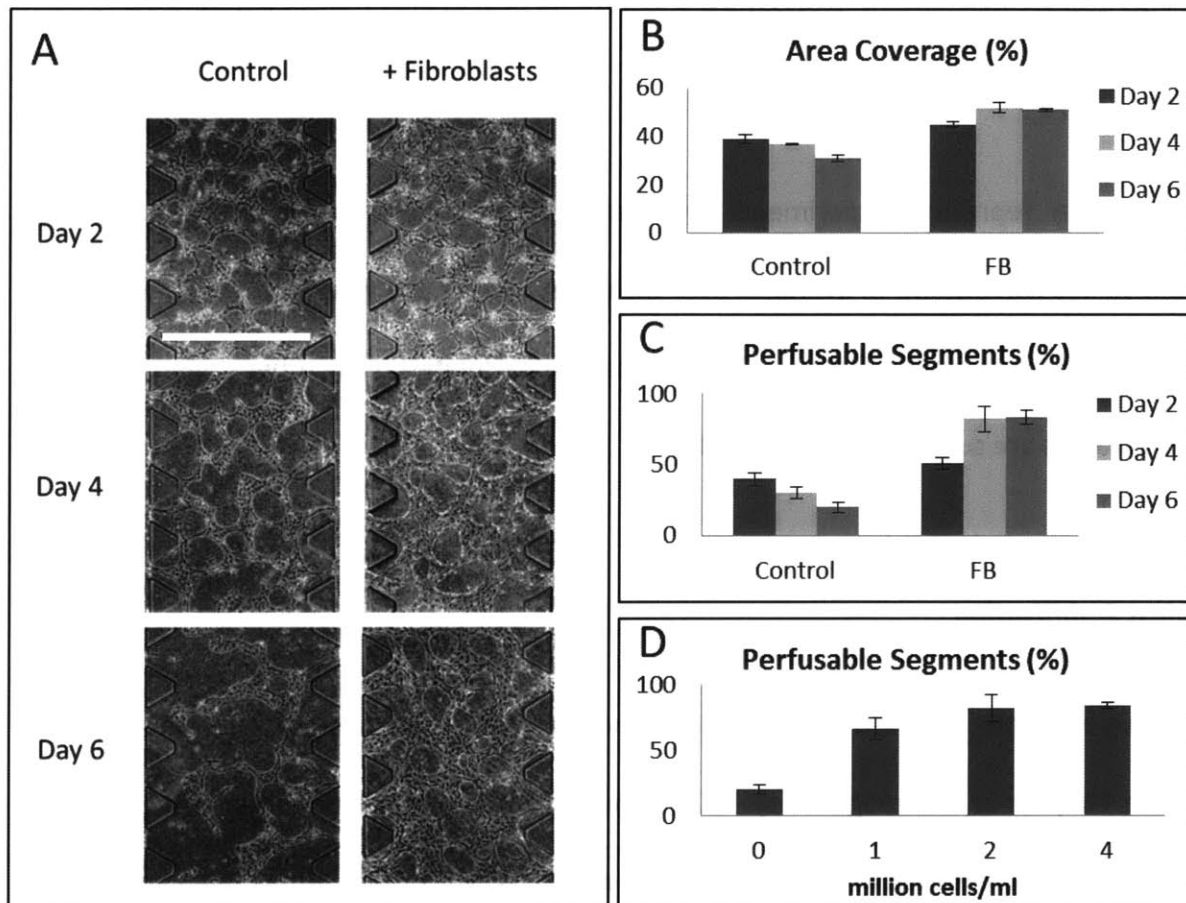 A
Control + Fibroblasts
Day 2
Day 4
Day 6
B
Area Coverage (%)
60
40
20
0
Control FB
Day 2
Day 4
Day 6
C
Perfusable Segments (%)
100
50
0
Control FB
Day 2
Day 4
Day 6
D
Perfusable Segments (%)
100
50
0
0 1 2 4
million cells/ml